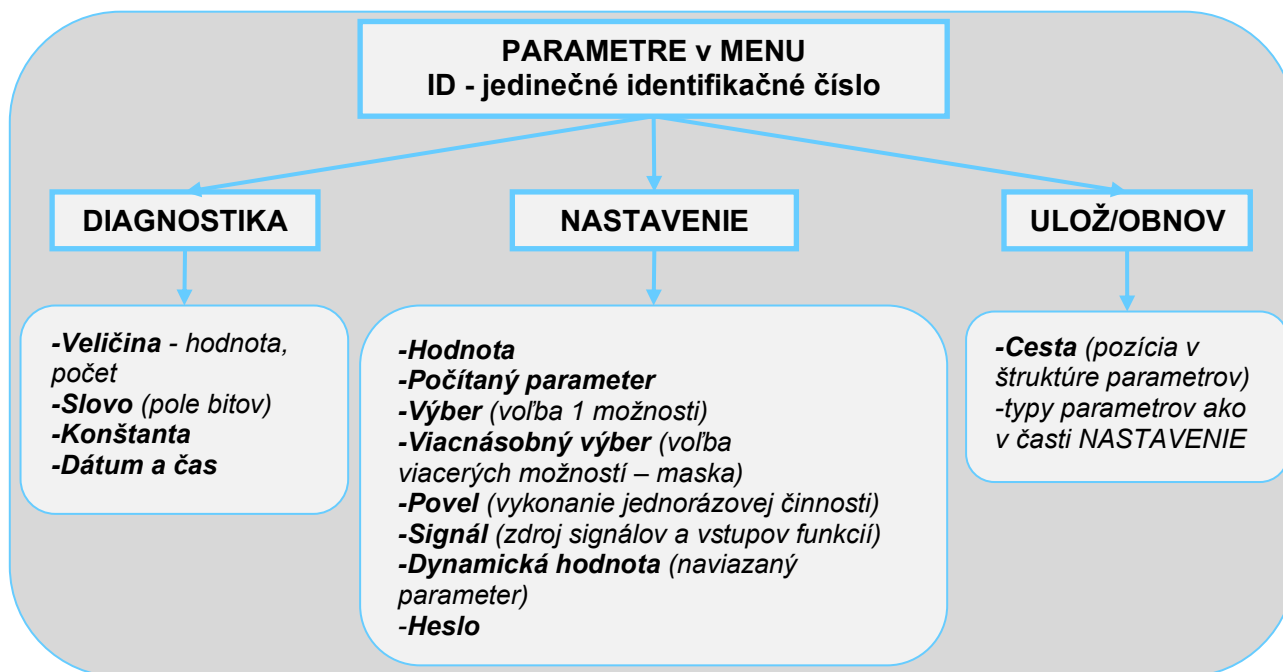 PARAMETRE v MENU
ID - jedinečné identifikačné číslo
DIAGNOSTIKA
-Veličina - hodnota,
počet
-Slovo (pole bitov)
-Konštanta
-Dátum a čas
NASTAVENIE
-Hodnota
-Počítaný parameter
-Výber (voľba 1 možnosti)
-Viacnásobný výber (voľba
viacerých možností – maska)
-Povel (vykonanie jednorázovej činnosti)
-Signál (zdroj signálov a vstupov funkcií)
-Dynamická hodnota (naviazaný
parameter)
-Heslo
ULOŽ/OBNOV
-Cesta (pozícia v
štruktúre parametrov)
-typy parametrov ako
v časti NASTAVENIE